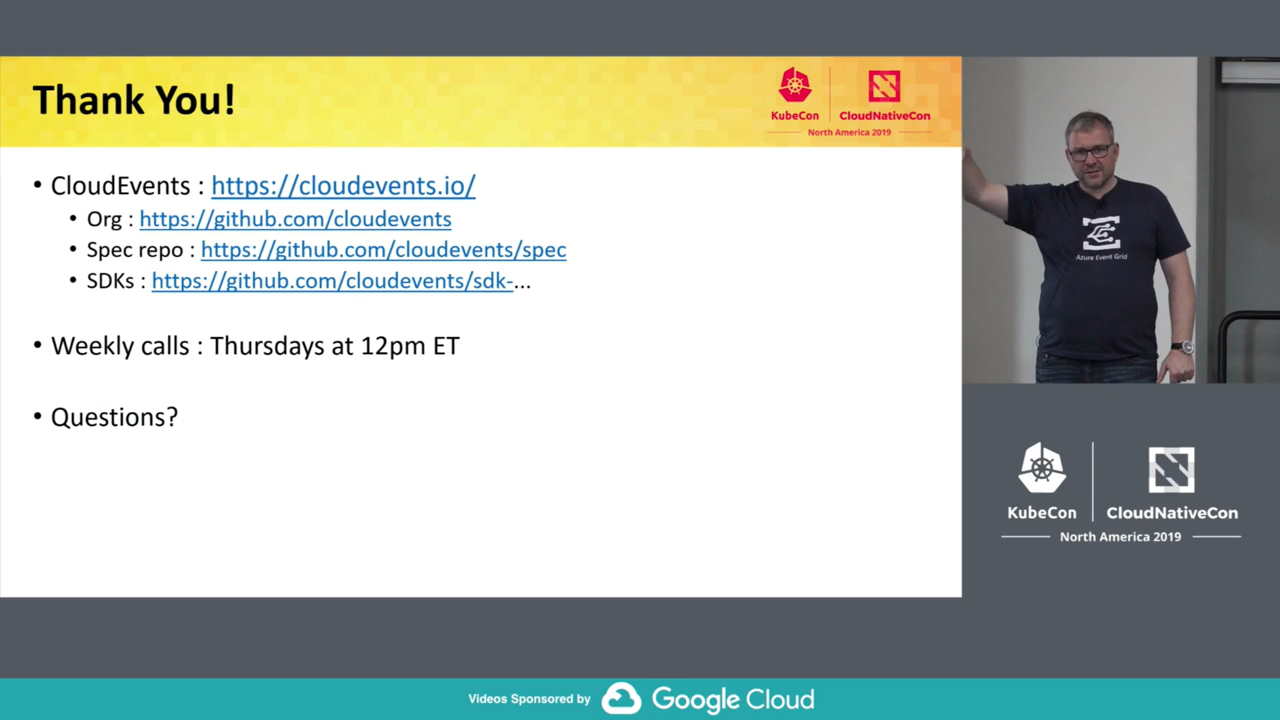 Thank You!
KubeCon
CloudNativeCon
North America 2019
• CloudEvents : https://cloudevents.io/
• Org : https://github.com/cloudevents
• Spec repo : https://github.com/cloudevents/spec
• SDKs : https://github.com/cloudevents/sdk-...
• Weekly calls : Thursdays at 12pm ET
• Questions?
Azure Event Grid
KubeCon
CloudNativeCon
North America 2019
Videos Sponsored by Google Cloud